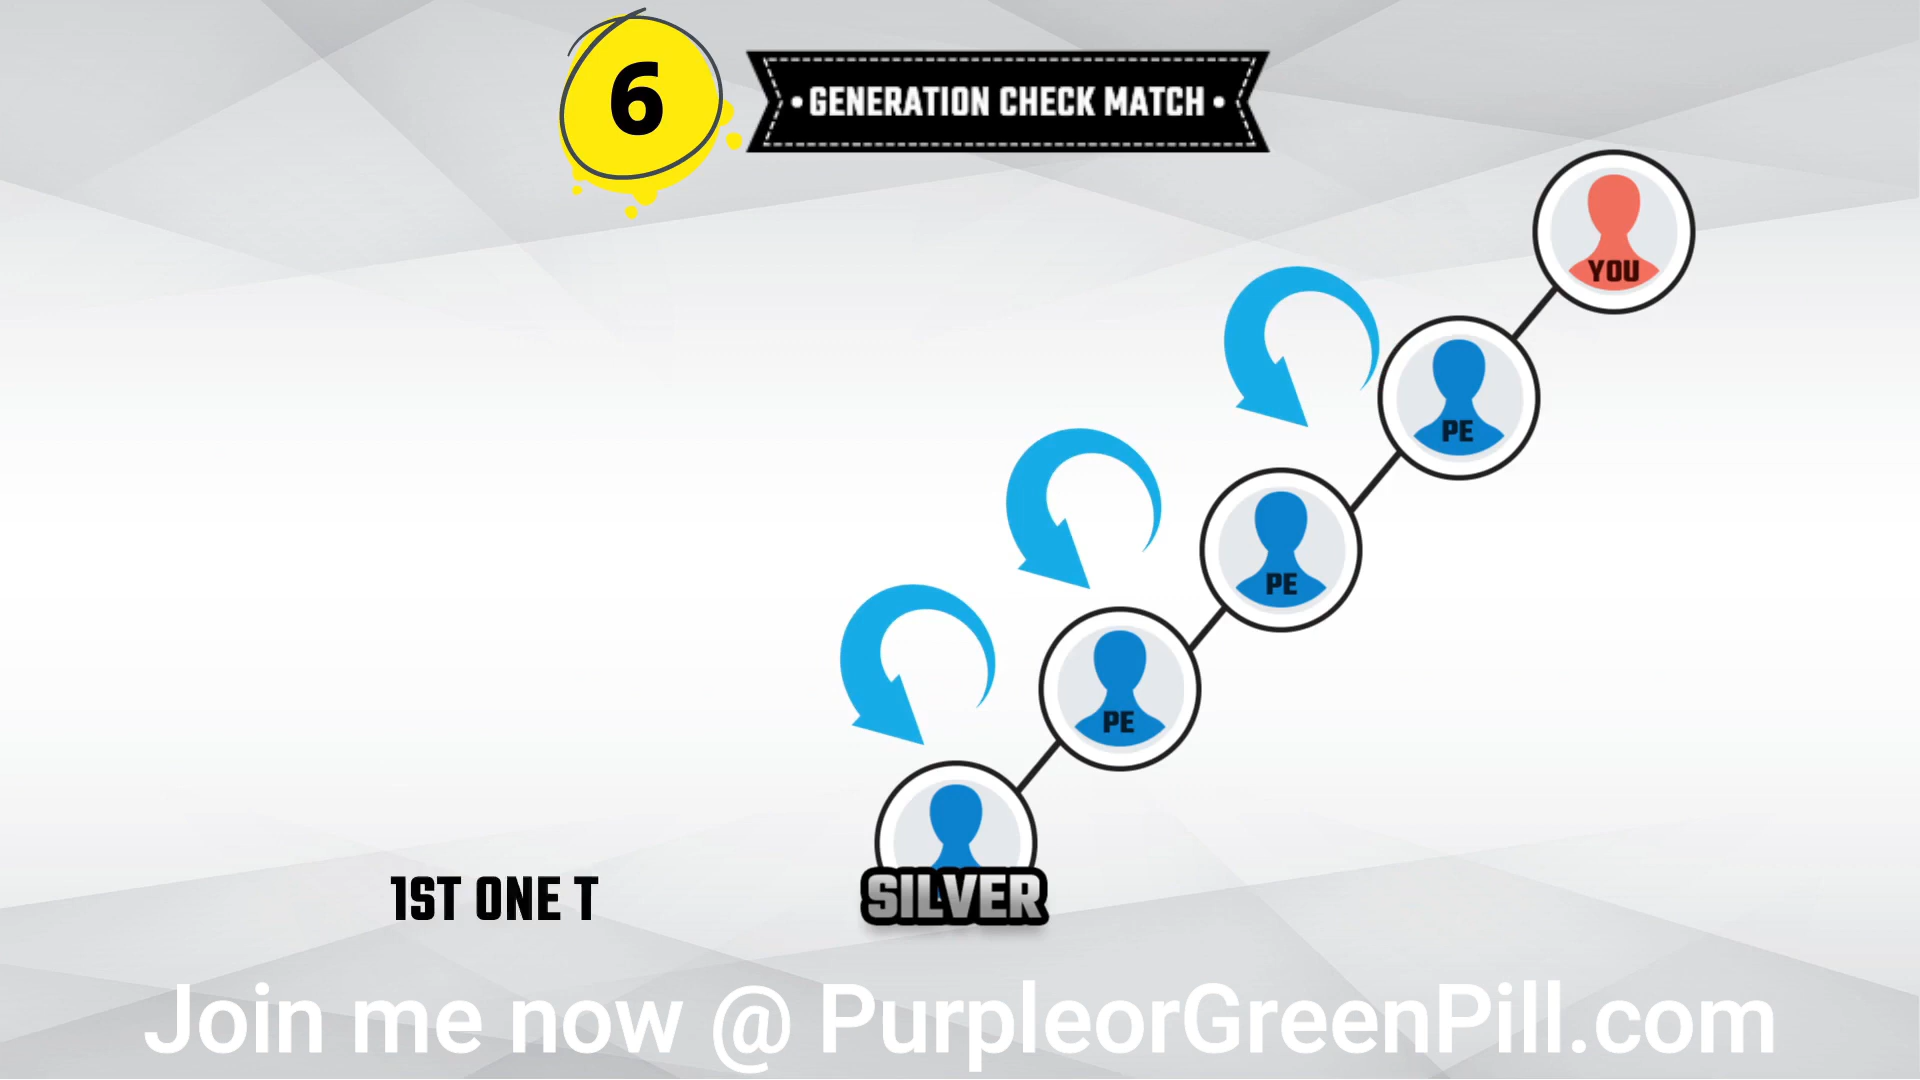 6
• GENERATION CHECK MATCH •
YOU
PE
PE
PE
SILVER
1ST ONE T
Join me now @ PurpleorGreenPill.com